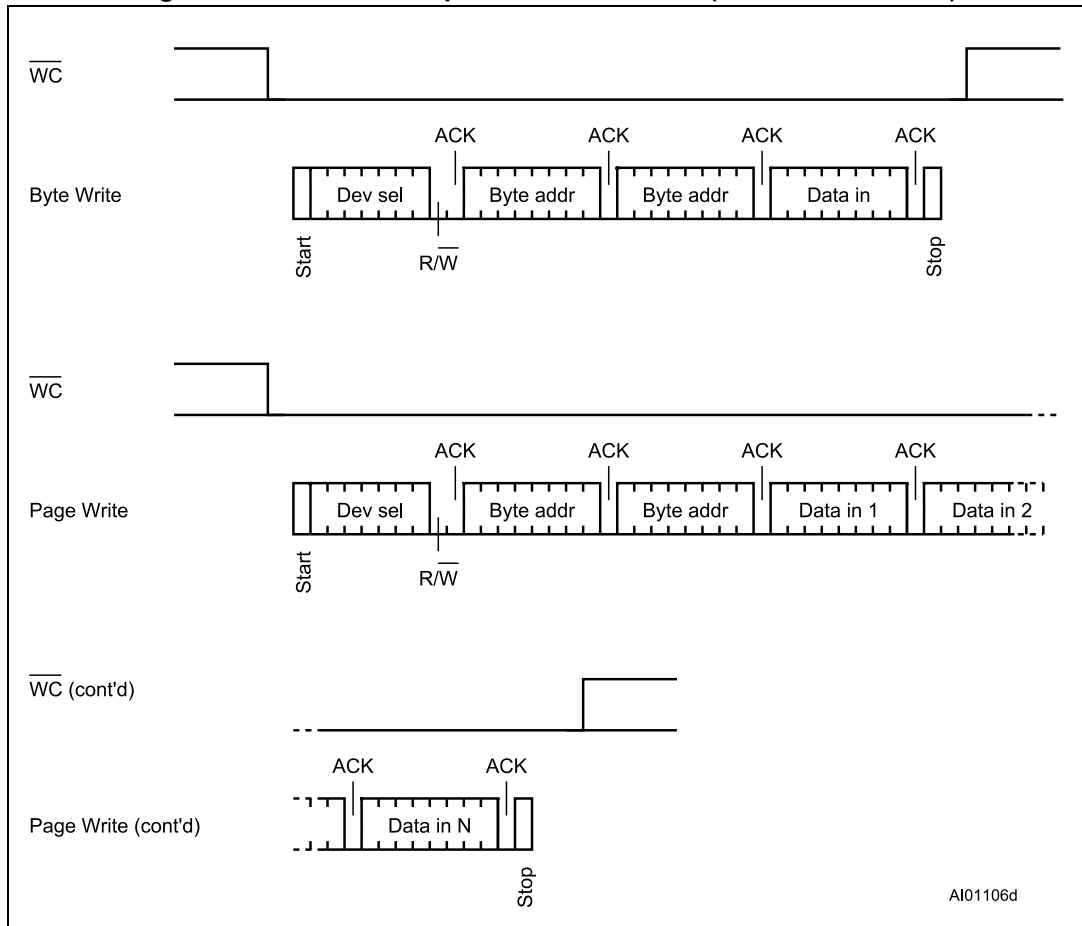 WC
ACK ACK ACK ACK
Byte Write Dev sel Byte addr Byte addr Data in
Start R/W Stop
WC
ACK ACK ACK ACK
Page Write Dev sel Byte addr Byte addr Data in 1 Data in 2
Start R/W
WC (cont'd)
ACK ACK
Page Write (cont'd) Data in N
Stop
AI01106d